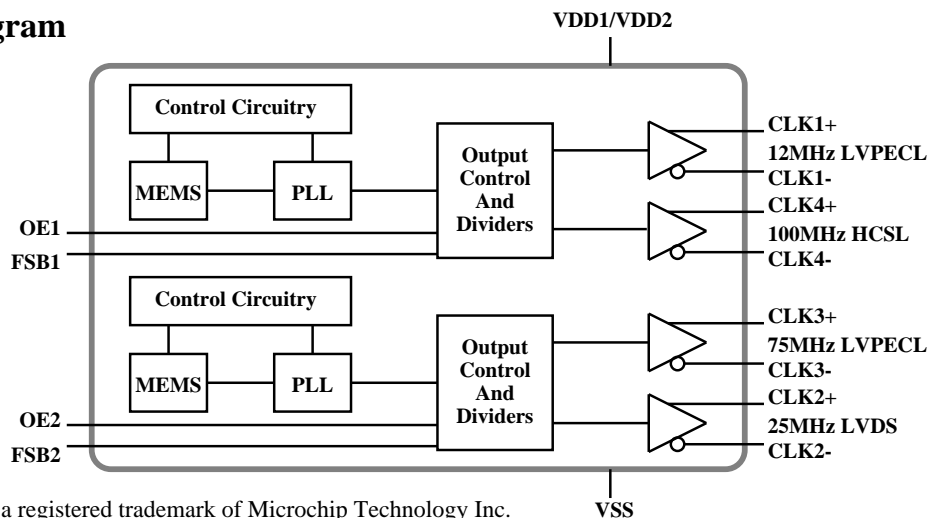 gram
VDD1/VDD2
Control Circuitry
MEMS
PLL
Output
Control
And
Dividers
CLK1+
12MHz LVPECL
CLK1-
CLK4+
100MHz HCSL
CLK4-
OE1
FSB1
Control Circuitry
MEMS
PLL
Output
Control
And
Dividers
CLK3+
75MHz LVPECL
CLK3-
CLK2+
25MHz LVDS
CLK2-
OE2
FSB2
a registered trademark of Microchip Technology Inc.
VSS